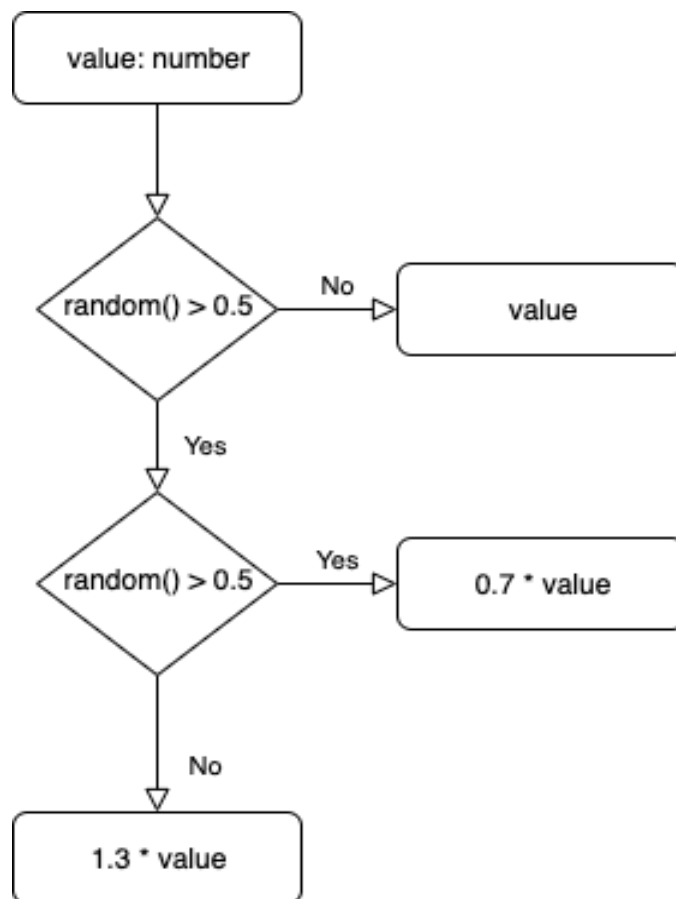 value: number
random() > 0.5
No
value
Yes
random() > 0.5
Yes
0.7 * value
No
1.3 * value